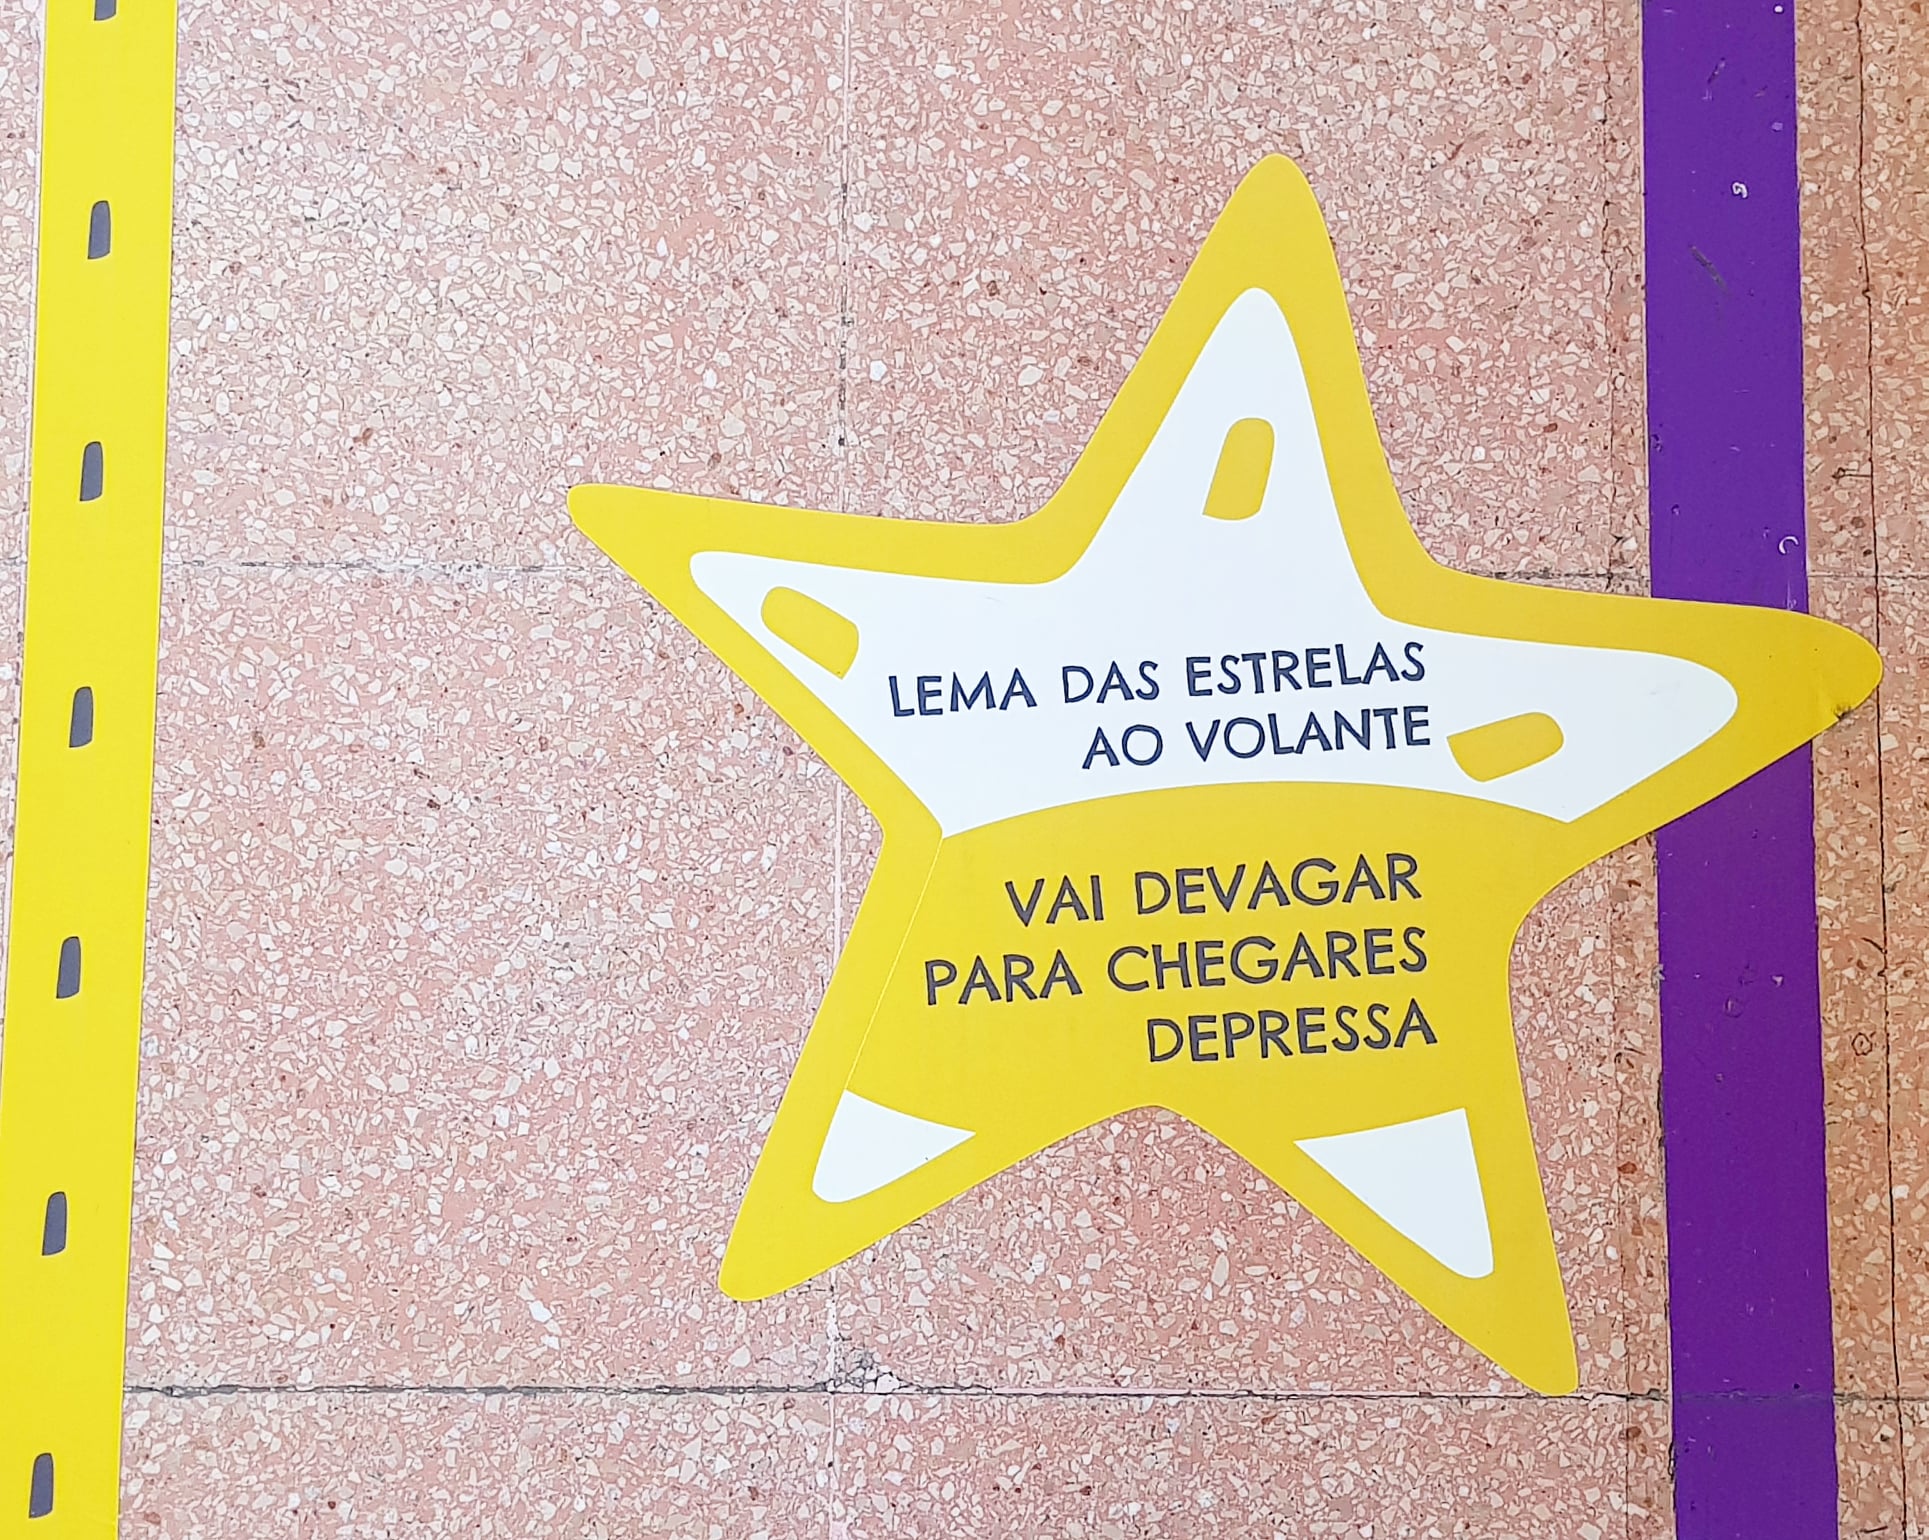 LEMA DAS ESTRELAS
AO VOLANTE
VAI DEVAGAR
PARA CHEGARES
DEPRESSA